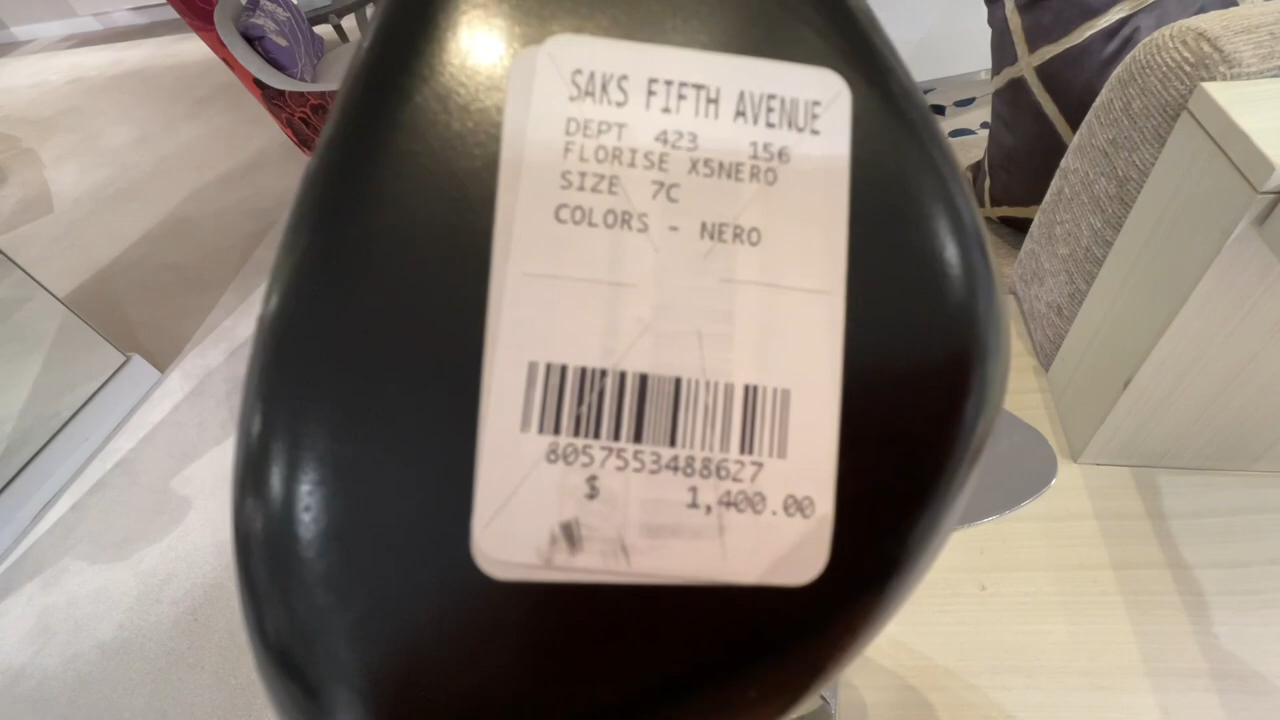 SAKS FIFTH AVENUE
DEPT 423 156
FLORISE X5NERO
SIZE 7C
COLORS - NERO
8057553488627
$ 1,400.00